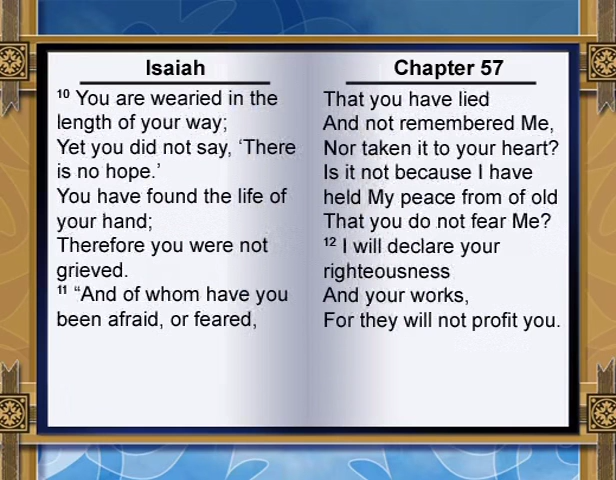 Isaiah
¹⁰ You are wearied in the
length of your way;
Yet you did not say, ‘There
is no hope.’
You have found the life of
your hand;
Therefore you were not
grieved.
¹¹ “And of whom have you
been afraid, or feared,
Chapter 57
That you have lied
And not remembered Me,
Nor taken it to your heart?
Is it not because I have
held My peace from of old
That you do not fear Me?
¹² I will declare your
righteousness
And your works,
For they will not profit you.